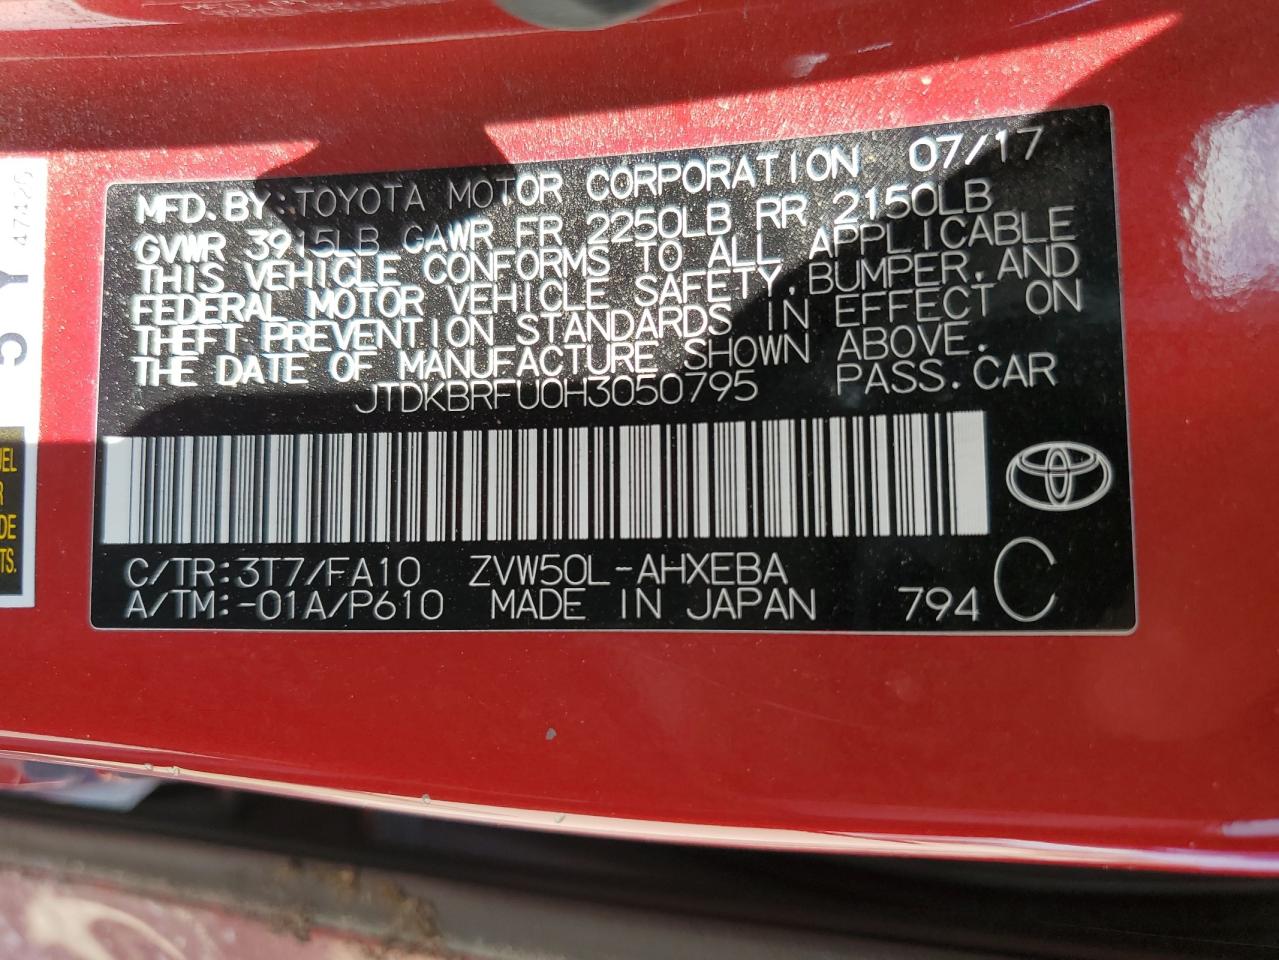 MFD. BY: TOYOTA MOTOR CORPORATION 07/17
GVWR 3915LB GAWR FR 2250LB RR 2150LB
THIS VEHICLE CONFORMS TO ALL APPLICABLE
FEDERAL MOTOR VEHICLE SAFETY, BUMPER, AND
THEFT PREVENTION STANDARDS IN EFFECT ON
THE DATE OF MANUFACTURE SHOWN ABOVE.
JTDKBRFU0H3050795 PASS. CAR
C/TR: 3T7/FA10 ZVW50L-AHXEBA
A/TM: -01A/P610 MADE IN JAPAN 794 C